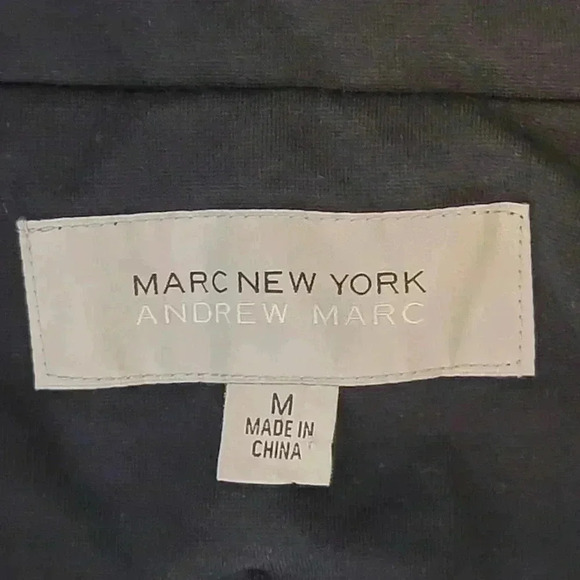 MARC NEW YORK
ANDREW MARC
M
MADE IN
CHINA